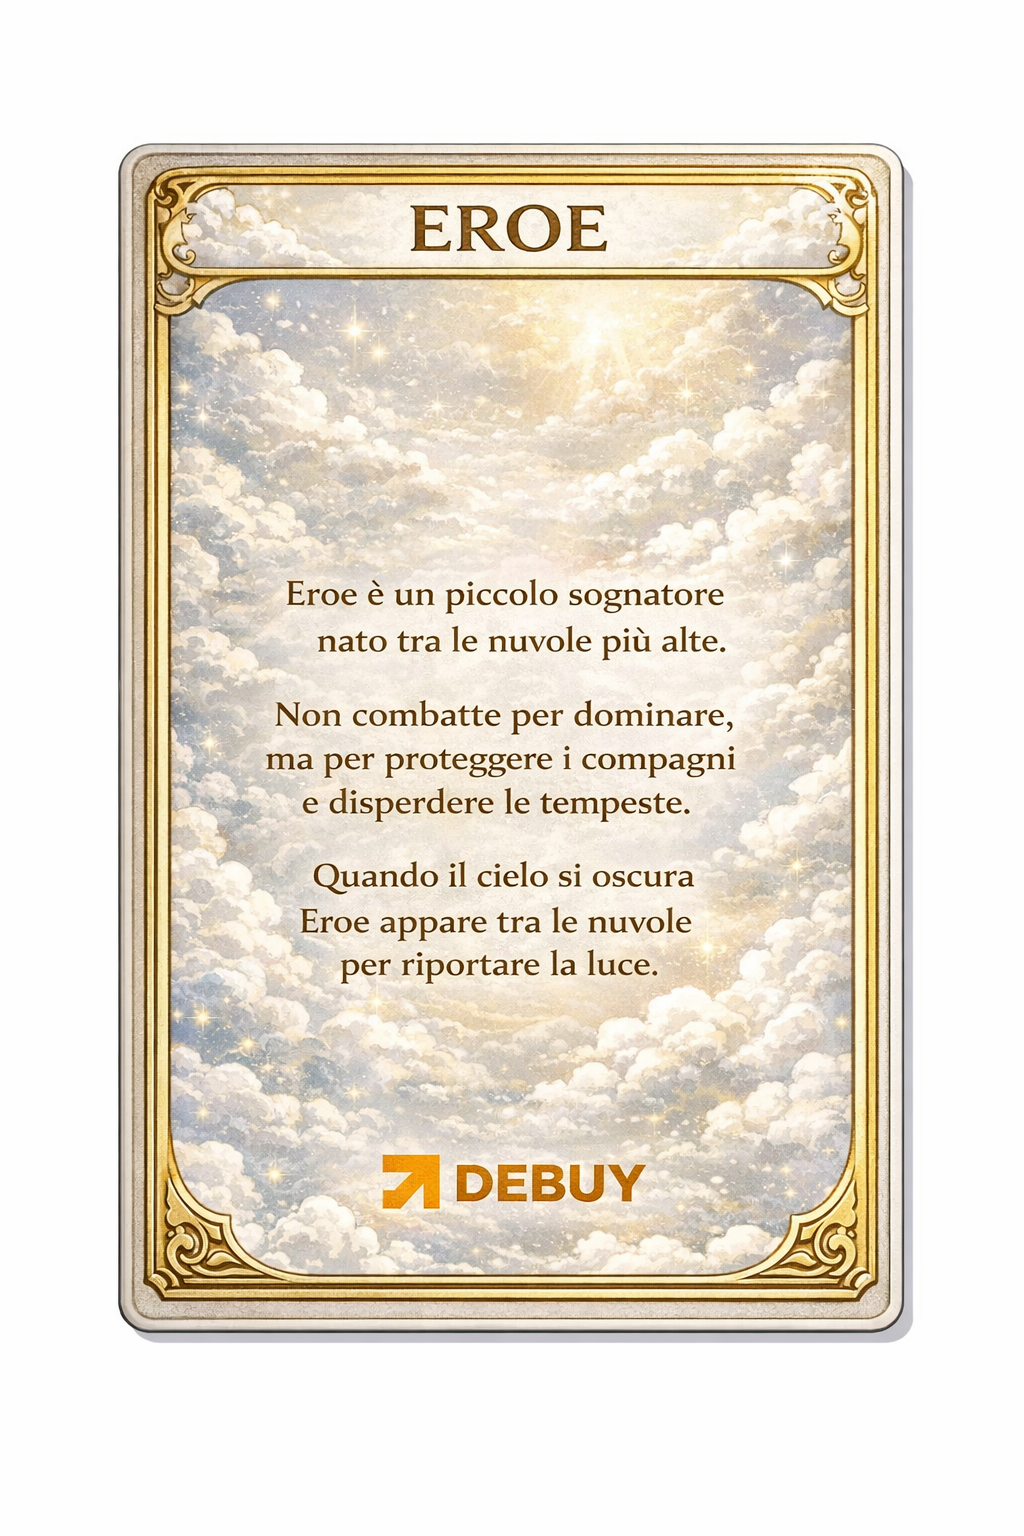 EROE
Eroe è un piccolo sognatore
nato tra le nuvole più alte.
Non combatte per dominare,
ma per proteggere i compagni
e disperdere le tempeste.
Quando il cielo si oscura
Eroe appare tra le nuvole
per riportare la luce.
DEBUY